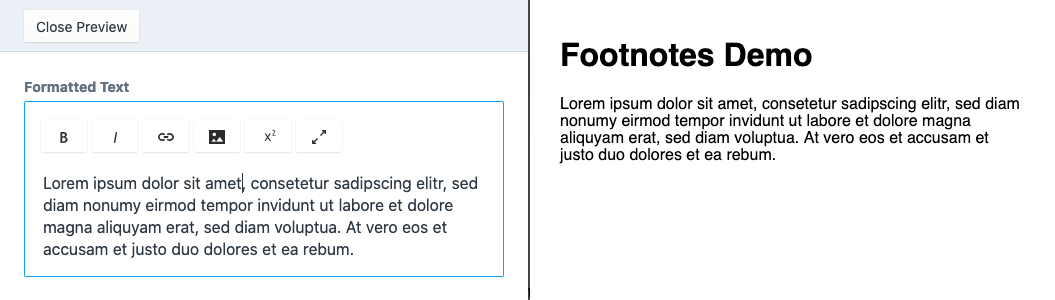 Close Preview
Formatted Text
B I x²
Lorem ipsum dolor sit amet, consetetur sadipscing elitr, sed
diam nonumy eirmod tempor invidunt ut labore et dolore
magna aliquyam erat, sed diam voluptua. At vero eos et
accusam et justo duo dolores et ea rebum.
Footnotes Demo
Lorem ipsum dolor sit amet, consetetur sadipscing elitr, sed diam
nonumy eirmod tempor invidunt ut labore et dolore magna
aliquyam erat, sed diam voluptua. At vero eos et accusam et
justo duo dolores et ea rebum.